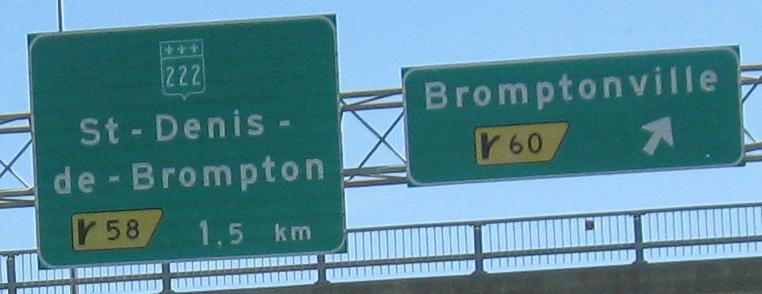 222
St-Denis-
de-Brompton
58 1,5 km
Bromptonville
60